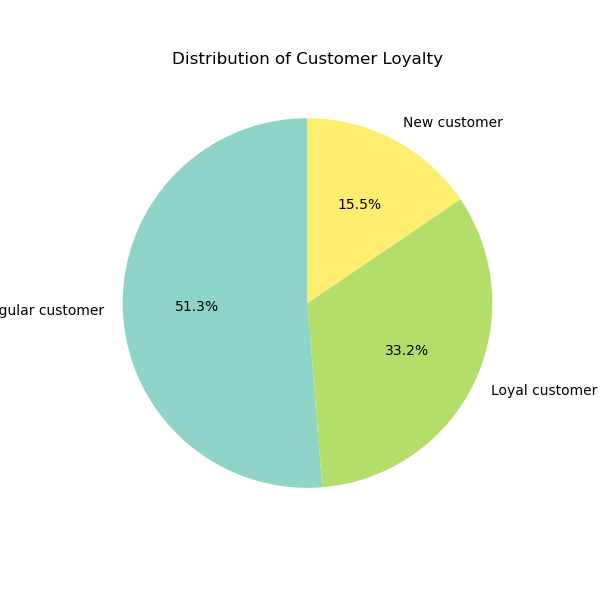 Distribution of Customer Loyalty
New customer
15.5%
51.3%
gular customer
33.2%
Loyal customer